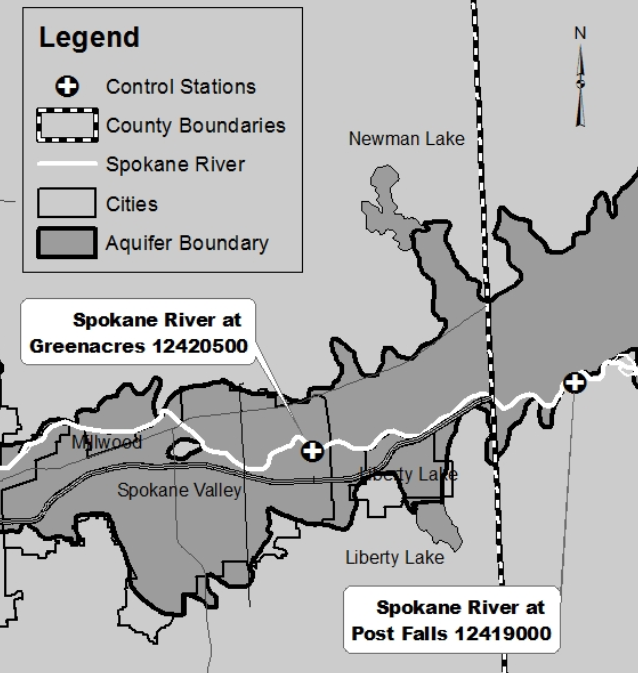 Legend
Control Stations
County Boundaries
Spokane River
Cities
Aquifer Boundary
N
Newman Lake
Spokane River at
Greenacres 12420500
Millwood
Liberty Lake
Spokane Valley
Liberty Lake
Spokane River at
Post Falls 12419000